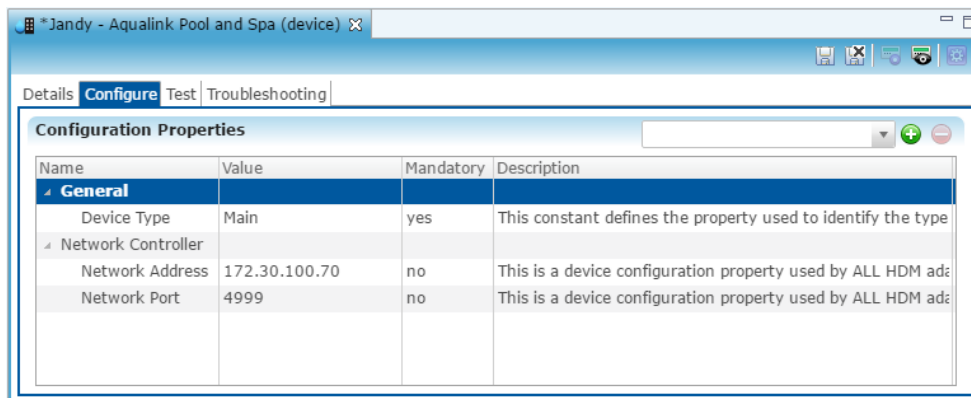 *Jandy - Aqualink Pool and Spa (device)
Details Configure Test Troubleshooting
Configuration Properties
Name Value Mandatory Description
General
Device Type Main yes This constant defines the property used to identify the type
Network Controller
Network Address 172.30.100.70 no This is a device configuration property used by ALL HDM ada
Network Port 4999 no This is a device configuration property used by ALL HDM ada